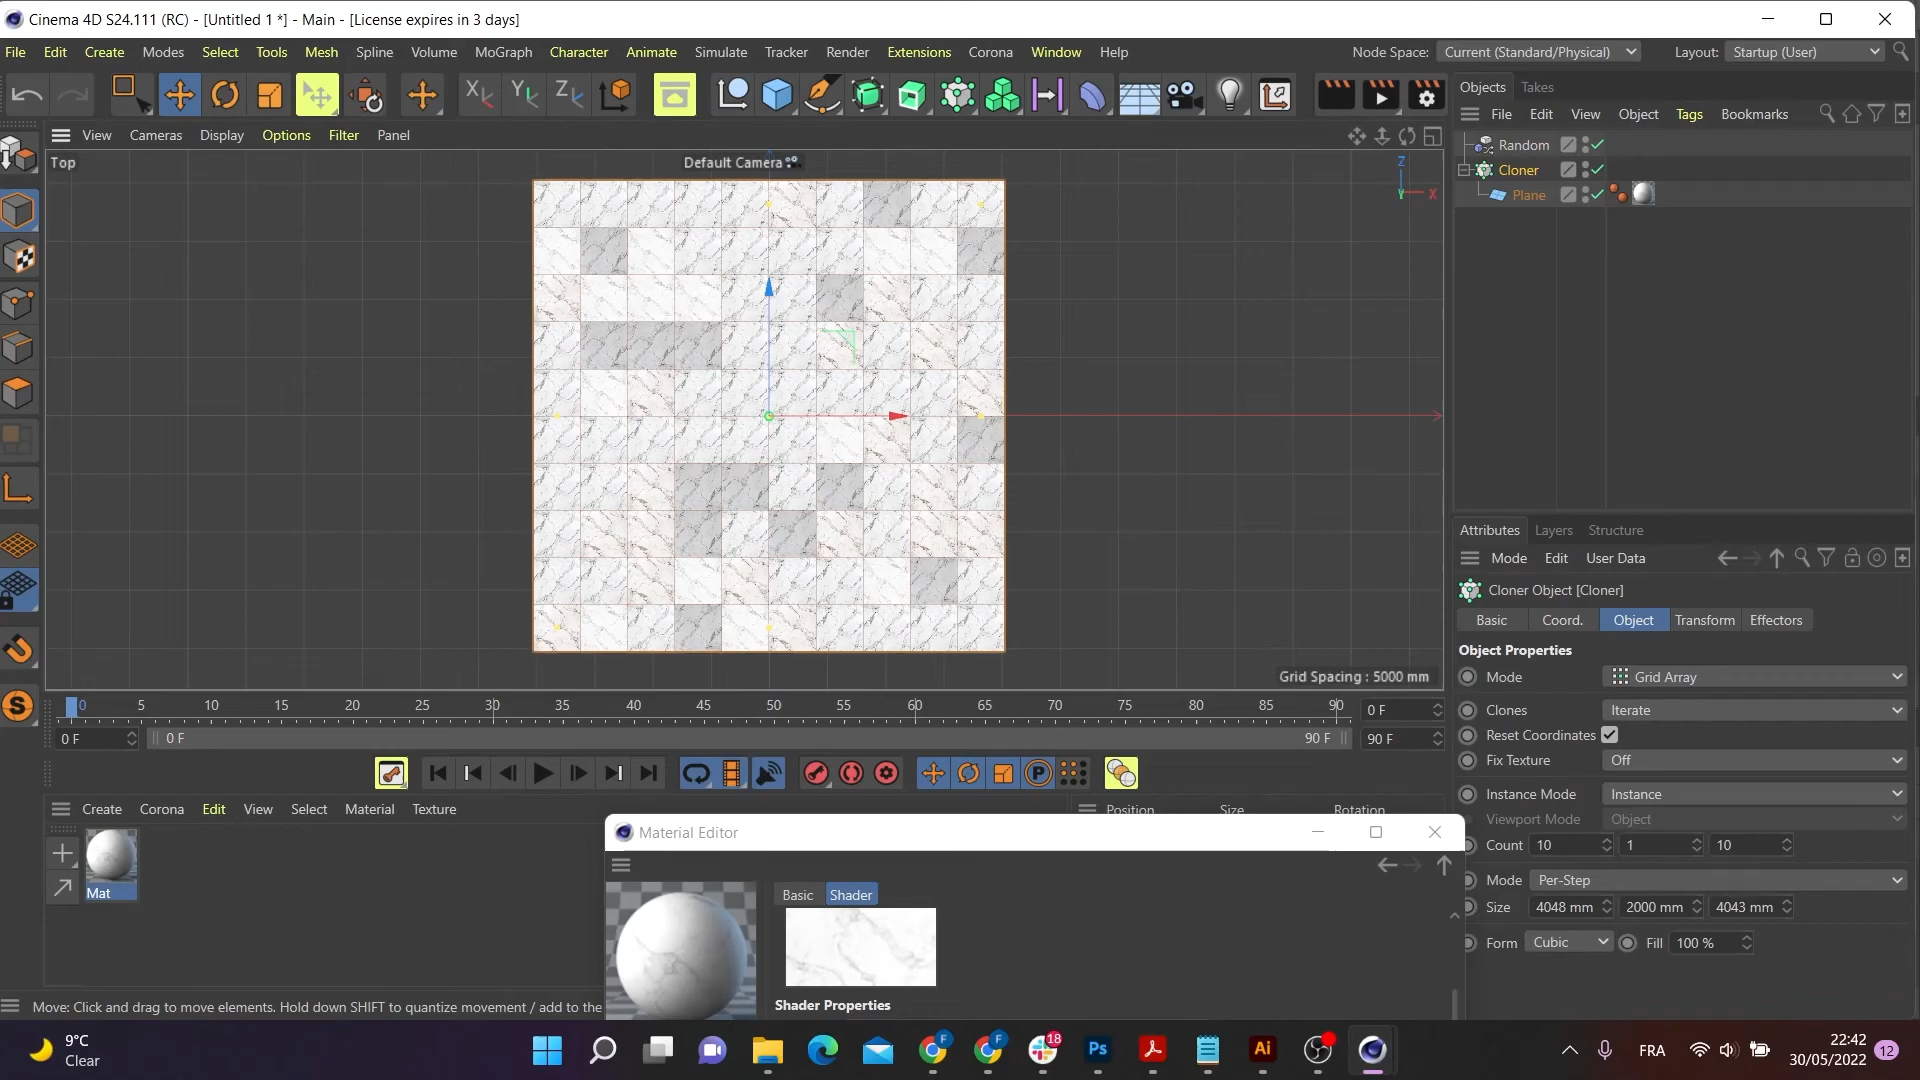 Cinema 4D S24.111 (RC) - [Untitled 1 *] - Main - [License expires in 3 days]
File Edit Create Modes Select Tools Mesh Spline Volume MoGraph Character Animate Simulate Tracker Render Extensions Corona Window Help Node Space: Current (Standard/Physical) Layout: Startup (User)
X Y Z
Objects Takes
File Edit View Object Tags Bookmarks
View Cameras Display Options Filter Panel
Random
Cloner
Plane
Top
Default Camera
Z
Y X
Grid Spacing : 5000 mm
Attributes Layers Structure
Mode Edit User Data
Cloner Object [Cloner]
Basic Coord. Object Transform Effectors
Object Properties
Mode Grid Array
Clones Iterate
Reset Coordinates
Fix Texture Off
Instance Mode Instance
Viewport Mode Object
Count 10 1 10
Mode Per-Step
Size 4048 mm 2000 mm 4043 mm
Form Cubic Fill 100 %
0 5 10 15 20 25 30 35 40 45 50 55 60 65 70 75 80 85 90 0 F
0 F 0 F 90 F 90 F
P
S
Create Corona Edit View Select Material Texture
Position Size Rotation
Mat
Material Editor
Basic Shader
Shader Properties
Move: Click and drag to move elements. Hold down SHIFT to quantize movement / add to the
9°C
Clear
F F 18 Ps Ai
FRA
22:42
30/05/2022
12